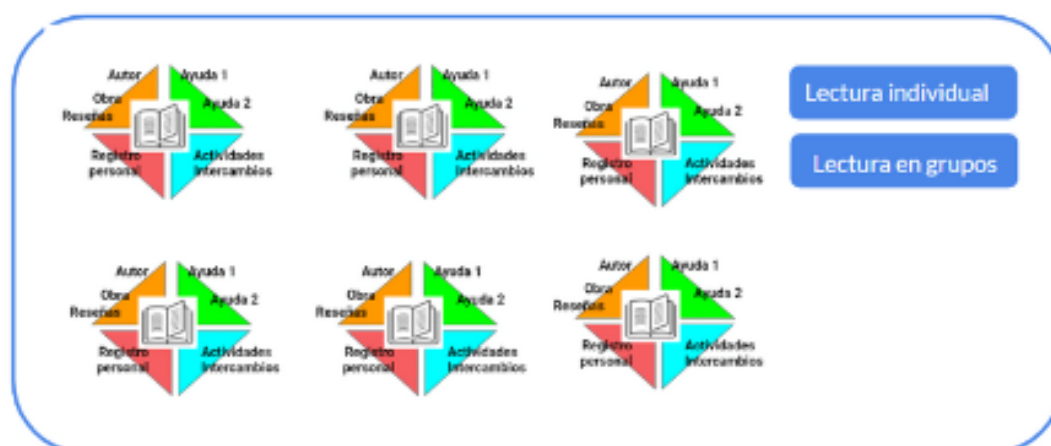 Autor Ayuda 1
Obra
Reseñas
Ayuda 2
Registro
personal
Actividades
Intercambios
Autor Ayuda 1
Obra
Reseñas
Ayuda 2
Registro
personal
Actividades
Intercambios
Autor Ayuda 1
Obra
Reseñas
Ayuda 2
Registro
personal
Actividades
Intercambios
Lectura individual
Lectura en grupos
Autor Ayuda 1
Obra
Reseñas
Ayuda 2
Registro
personal
Actividades
Intercambios
Autor Ayuda 1
Obra
Reseñas
Ayuda 2
Registro
personal
Actividades
Intercambios
Autor Ayuda 1
Obra
Reseñas
Ayuda 2
Registro
personal
Actividades
Intercambios